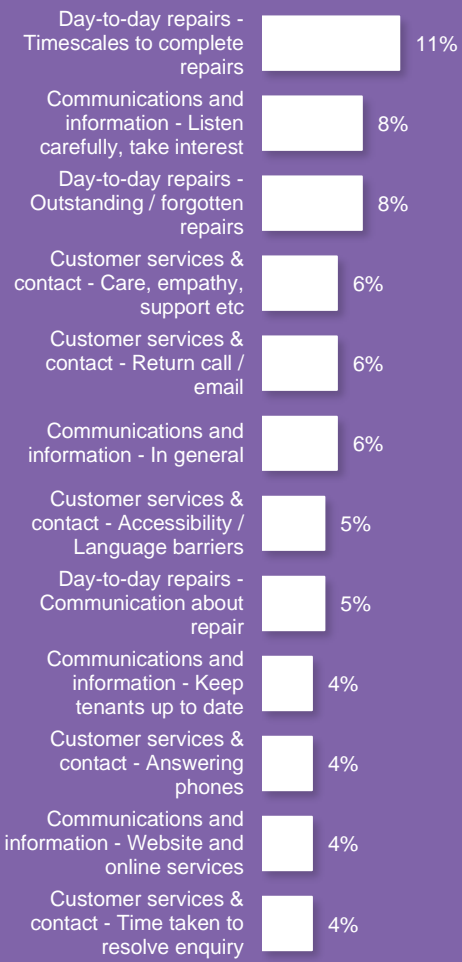 Day-to-day repairs -
Timescales to complete
repairs
11%
Communications and
information - Listen
carefully, take interest
8%
Day-to-day repairs -
Outstanding / forgotten
repairs
8%
Customer services &
contact - Care, empathy,
support etc
6%
Customer services &
contact - Return call /
email
6%
Communications and
information - In general
6%
Customer services &
contact - Accessibility /
Language barriers
5%
Day-to-day repairs -
Communication about
repair
5%
Communications and
information - Keep
tenants up to date
4%
Customer services &
contact - Answering
phones
4%
Communications and
information - Website and
online services
4%
Customer services &
contact - Time taken to
resolve enquiry
4%